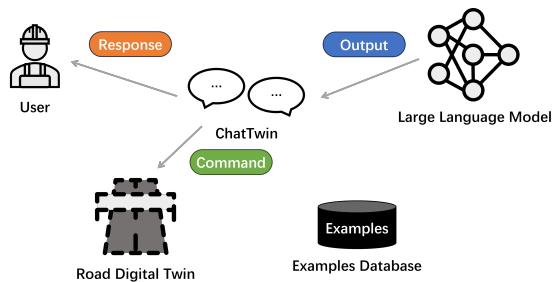 Response
Output
User
...
...
ChatTwin
Large Language Model
Command
Examples
Road Digital Twin
Examples Database